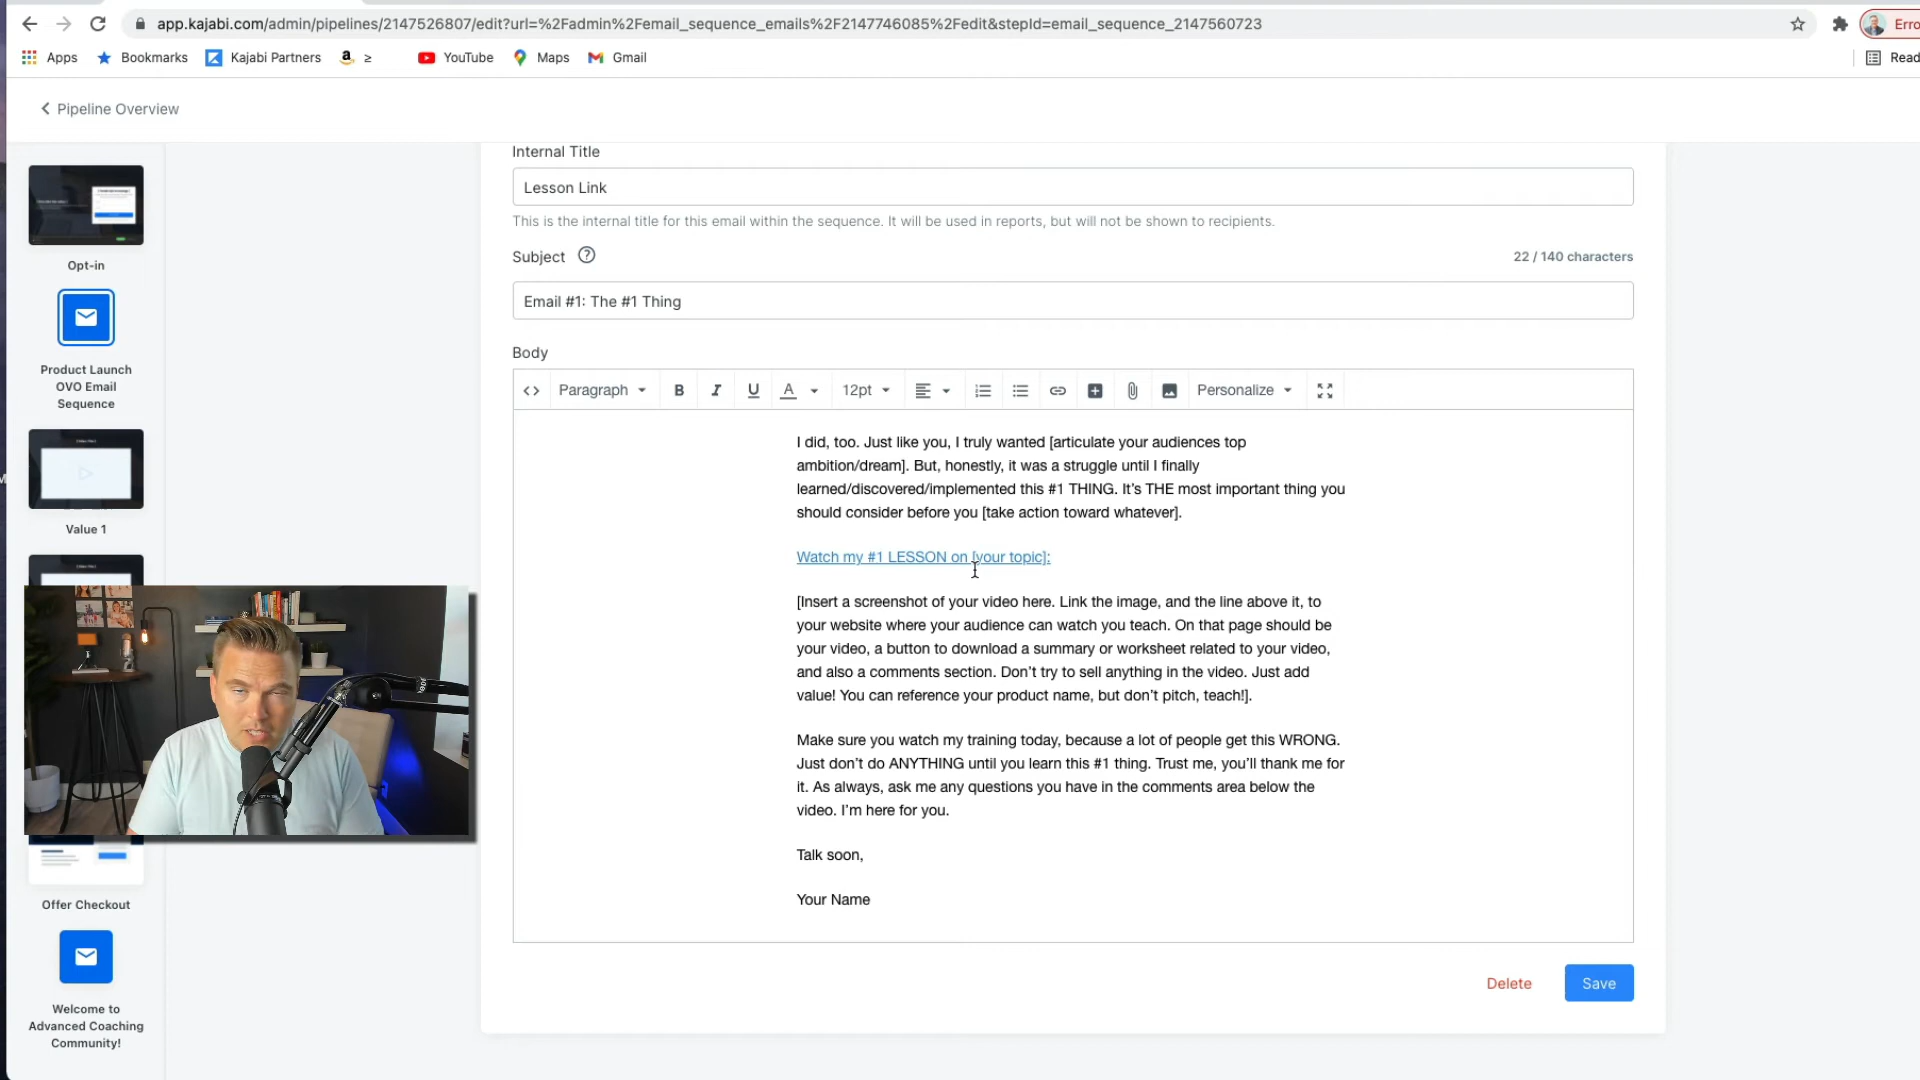 app.kajabi.com/admin/pipelines/2147526807/edit?url=%2Fadmin%2Femail_sequence_emails%2F2147746085%2Fedit&stepId=email_sequence_2147560723
Erro
Apps
Bookmarks
Kajabi Partners
a ≥
YouTube
Maps
Gmail
Read
Pipeline Overview
Opt-in
Product Launch
OVO Email
Sequence
Value 1
Offer Checkout
Welcome to
Advanced Coaching
Community!
Internal Title
Lesson Link
This is the internal title for this email within the sequence. It will be used in reports, but will not be shown to recipients.
Subject ?
22 / 140 characters
Email #1: The #1 Thing
Body
<> Paragraph B I U A 12pt Personalize
I did, too. Just like you, I truly wanted [articulate your audiences top
ambition/dream]. But, honestly, it was a struggle until I finally
learned/discovered/implemented this #1 THING. It’s THE most important thing you
should consider before you [take action toward whatever].
Watch my #1 LESSON on [your topic]:
[Insert a screenshot of your video here. Link the image, and the line above it, to
your website where your audience can watch you teach. On that page should be
your video, a button to download a summary or worksheet related to your video,
and also a comments section. Don’t try to sell anything in the video. Just add
value! You can reference your product name, but don’t pitch, teach!].
Make sure you watch my training today, because a lot of people get this WRONG.
Just don’t do ANYTHING until you learn this #1 thing. Trust me, you’ll thank me for
it. As always, ask me any questions you have in the comments area below the
video. I’m here for you.
Talk soon,
Your Name
Delete
Save